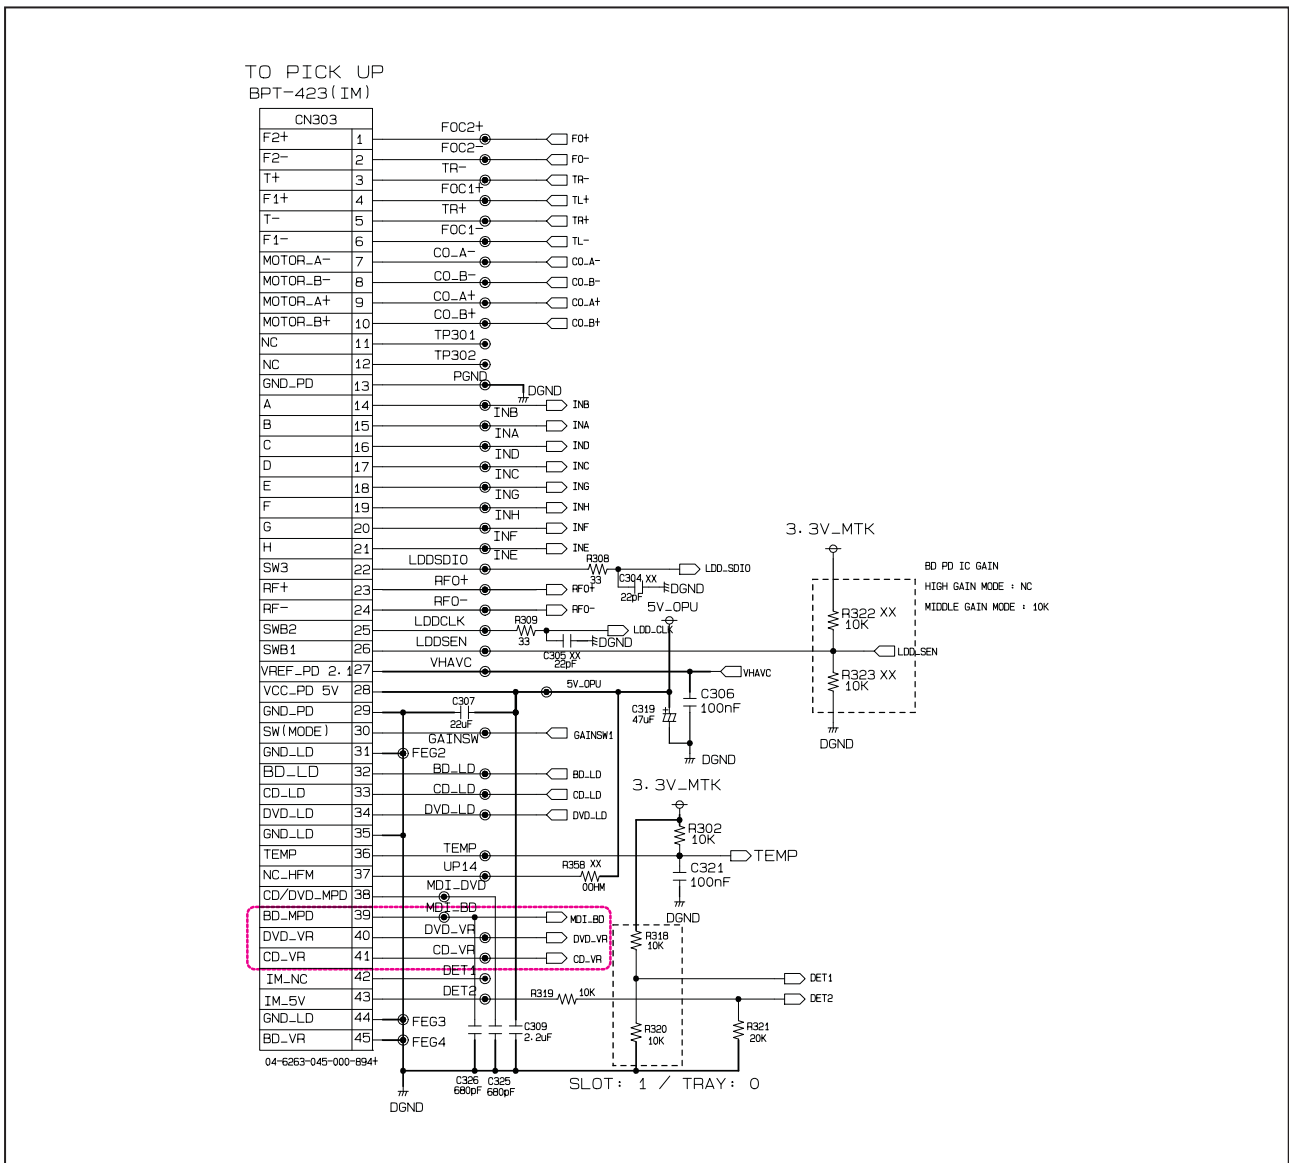 TO PICK UP
BPT-423(IM)
CN303
F2+ 1 FOC2+ FO+
F2- 2 FOC2- FO-
T+ 3 TR- TR-
F1+ 4 FOC1+ TL+
T- 5 TR+ TR+
F1- 6 FOC1- TL-
MOTOR_A- 7 CO_A- CO_A-
MOTOR_B- 8 CO_B- CO_B-
MOTOR_A+ 9 CO_A+ CO_A+
MOTOR_B+ 10 CO_B+ CO_B+
NC 11 TP301
NC 12 TP302
GND_PD 13 PGND DGND
A 14 INB INB
B 15 INA INA
C 16 IND IND
D 17 INC INC
E 18 ING ING
F 19 INH INH
G 20 INF INF
H 21 INE INE
SW3 22 LDDSDIO R308 33 C304 XX 22pF DGND LDD_SDIO
RF+ 23 RFO+ RFO+
RF- 24 RFO- RFO-
5V_OPU
SWB2 25 LDDCLK R309 33 C305 XX 22pF DGND LDD_CLK
SWB1 26 LDDSEN LDD_SEN
3.3V_MTK
BD PD IC GAIN
HIGH GAIN MODE : NC
MIDDLE GAIN MODE : 10K
R322 XX
10K
R323 XX
10K
DGND
VREF_PD 2.1 27 VHAVC VHAVC
VCC_PD 5V 28 5V_OPU
C306
100nF
C319
47uF
DGND
GND_PD 29 C307 22uF
SW(MODE) 30 GAINSW GAINSW1
GND_LD 31 FEG2
BD_LD 32 BD_LD BD_LD
CD_LD 33 CD_LD CD_LD
DVD_LD 34 DVD_LD DVD_LD
GND_LD 35
3.3V_MTK
R302
10K
TEMP 36 TEMP TEMP
C321
100nF
DGND
NC_HFM 37 UP14 R358 XX 00HM
CD/DVD_MPD 38 MDI_DVD
BD_MPD 39 MDI_BD MDI_BD
DVD_VR 40 DVD_VR DVD_VR
CD_VR 41 CD_VR CD_VR
R318
10K
IM_NC 42 DET1 DET1
IM_5V 43 DET2 R319 10K DET2
GND_LD 44 FEG3
BD_VR 45 FEG4
C309
2.2uF
R320
10K
R321
20K
04-6263-045-000-894+
C326
680pF
C325
680pF
SLOT: 1 / TRAY: 0
DGND